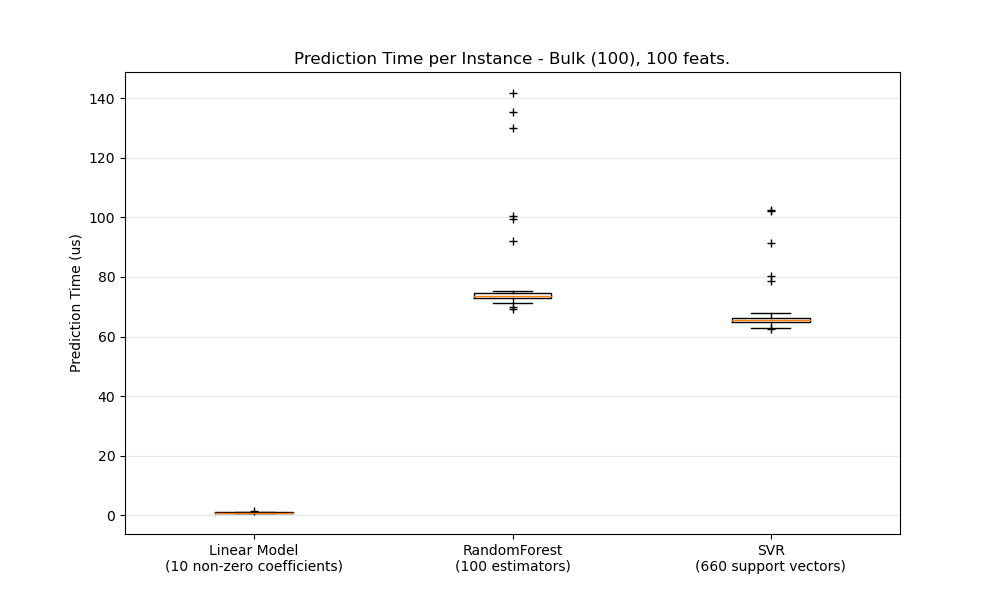 Prediction Time per Instance - Bulk (100), 100 feats.
Prediction Time (us)
140
120
100
80
60
40
20
0
Linear Model
(10 non-zero coefficients)
RandomForest
(100 estimators)
SVR
(660 support vectors)